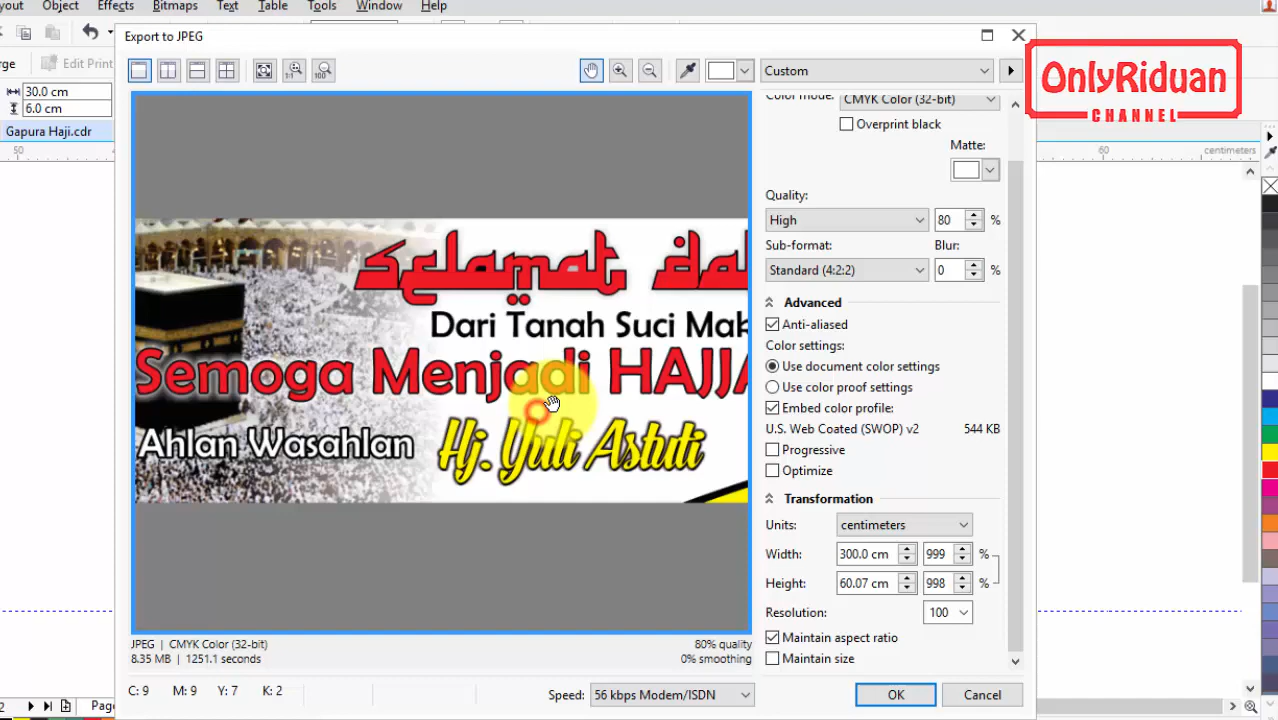 Object Effects Bitmaps Text Table Tools Window Help
Export to JPEG
Edit Print
1:1
100
Custom
OnlyRiduan
CHANNEL
30.0 cm
6.0 cm
Gapura Haji.cdr
50
60
centimeters
CMYK Color (32-bit)
Overprint black
Matte:
Quality:
High 80 %
Sub-format: Blur:
Standard (4:2:2) 0 %
Advanced
Anti-aliased
Color settings:
Use document color settings
Use color proof settings
Embed color profile:
U.S. Web Coated (SWOP) v2 544 KB
Progressive
Optimize
Transformation
Units: centimeters
Width: 300.0 cm 999 %
Height: 60.07 cm 998 %
Resolution: 100
Maintain aspect ratio
Maintain size
Selamat da
Dari Tanah Suci Mak
Semoga Menjadi HAJJA
Ahlan Wasahlan
Hj. Yuli Astuti
JPEG | CMYK Color (32-bit) 80% quality
8.35 MB | 1251.1 seconds 0% smoothing
C: 9 M: 9 Y: 7 K: 2
Speed: 56 kbps Modem/ISDN
OK Cancel